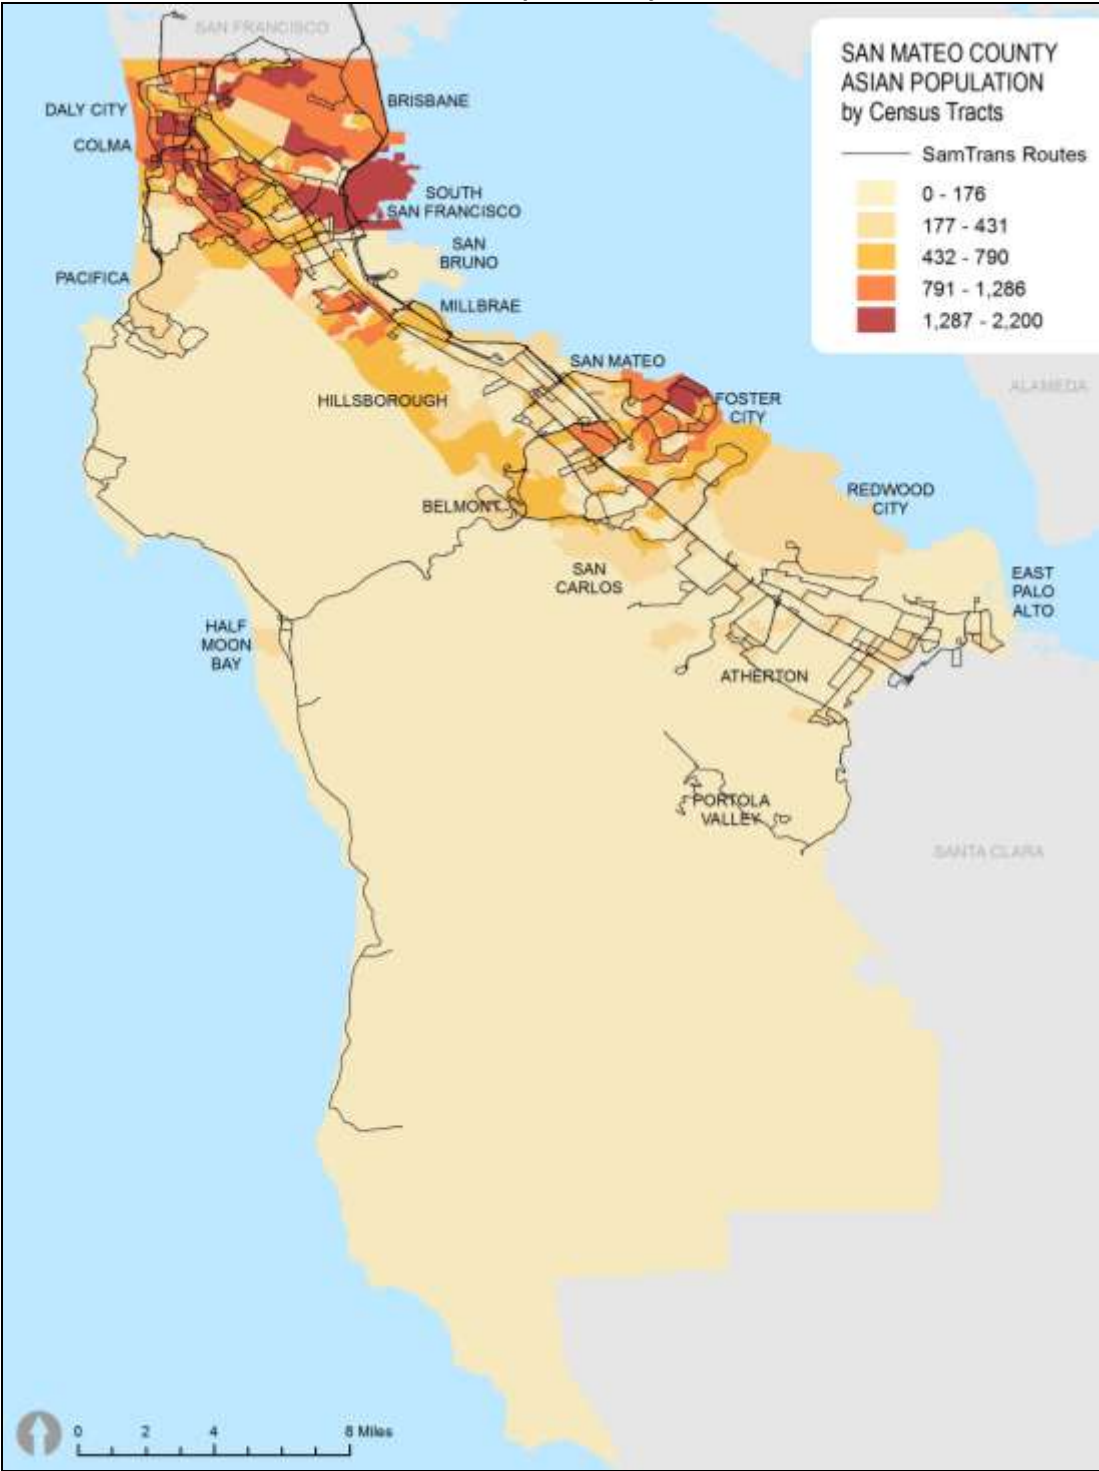 SAN FRANCISCO
SAN MATEO COUNTY
ASIAN POPULATION
by Census Tracts
SamTrans Routes
0 - 176
177 - 431
432 - 790
791 - 1,286
1,287 - 2,200
DALY CITY
BRISBANE
COLMA
SOUTH
SAN FRANCISCO
SAN
BRUNO
PACIFICA
MILLBRAE
SAN MATEO
ALAMEDA
HILLSBOROUGH
FOSTER
CITY
BELMONT
REDWOOD
CITY
SAN
CARLOS
EAST
PALO
ALTO
HALF
MOON
BAY
ATHERTON
PORTOLA
VALLEY
SANTA CLARA
0 2 4 8 Miles